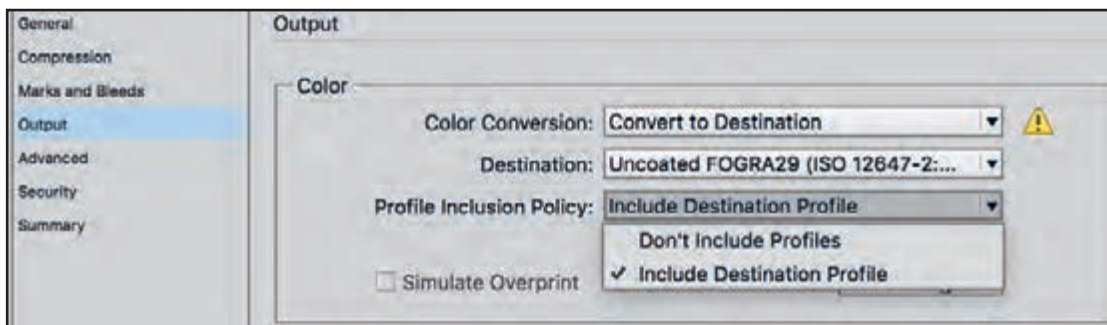 General
Compression
Marks and Bleeds
Output
Advanced
Security
Summary
Output
Color
Color Conversion: Convert to Destination
Destination: Uncoated FOGRA29 (ISO 12647-2:...
Profile Inclusion Policy: Include Destination Profile
Don't Include Profiles
✓ Include Destination Profile
Simulate Overprint